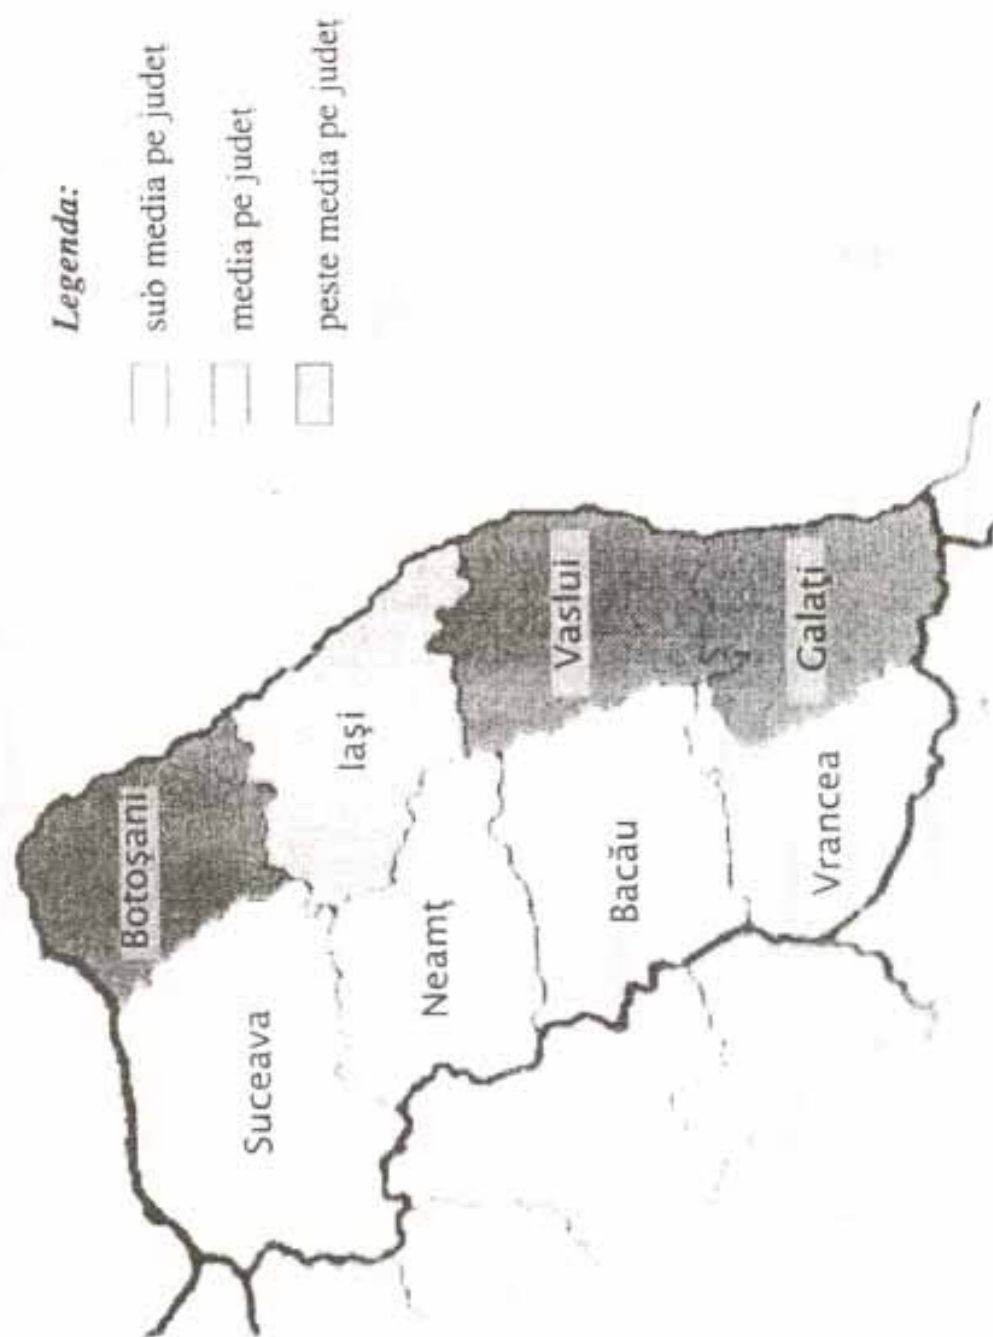 Legenda:
sub media pe judeţ
media pe judeţ
peste media pe judeţ
Botoşani
Suceava
Iaşi
Neamţ
Vaslui
Bacău
Galaţi
Vrancea